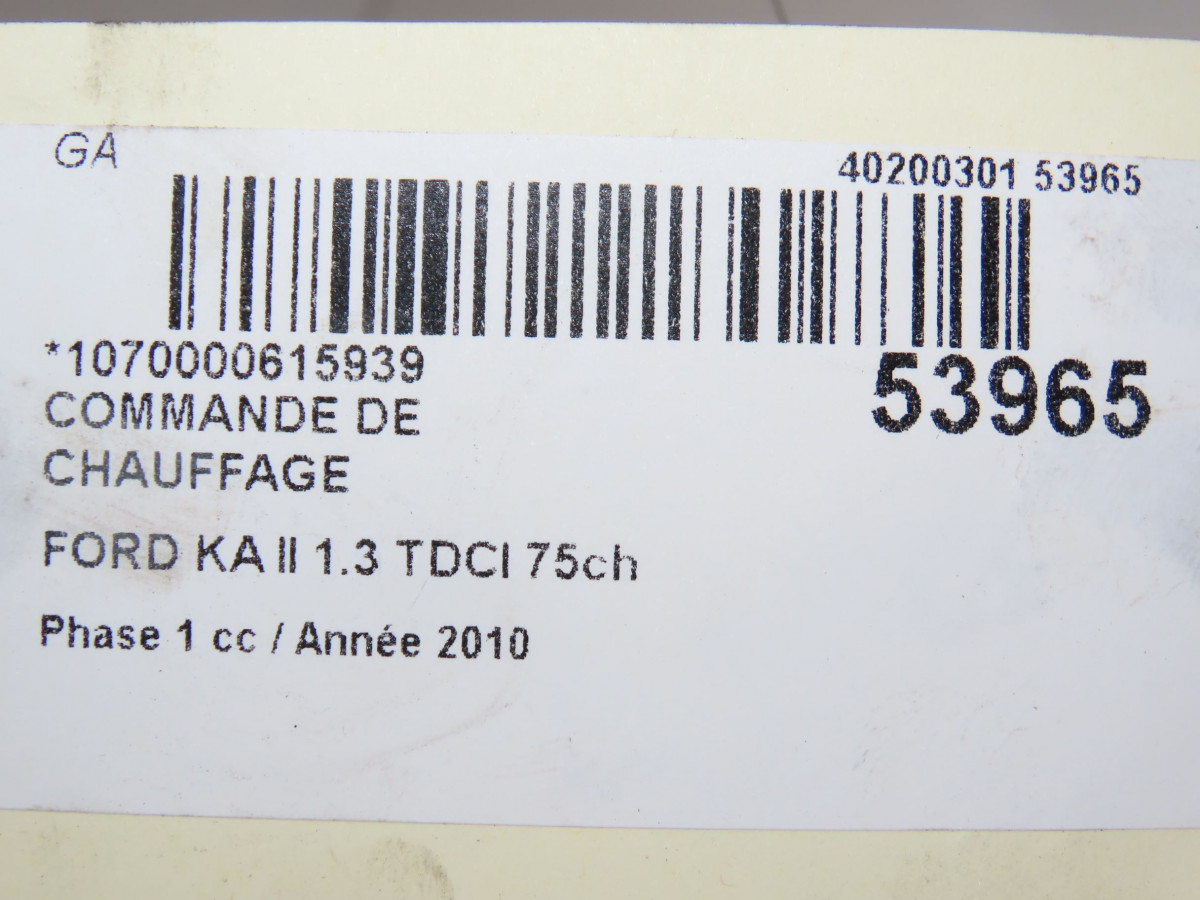 GA
40200301 53965
*1070000615939
53965
COMMANDE DE
CHAUFFAGE
FORD KA II 1.3 TDCI 75ch
Phase 1 cc / Année 2010